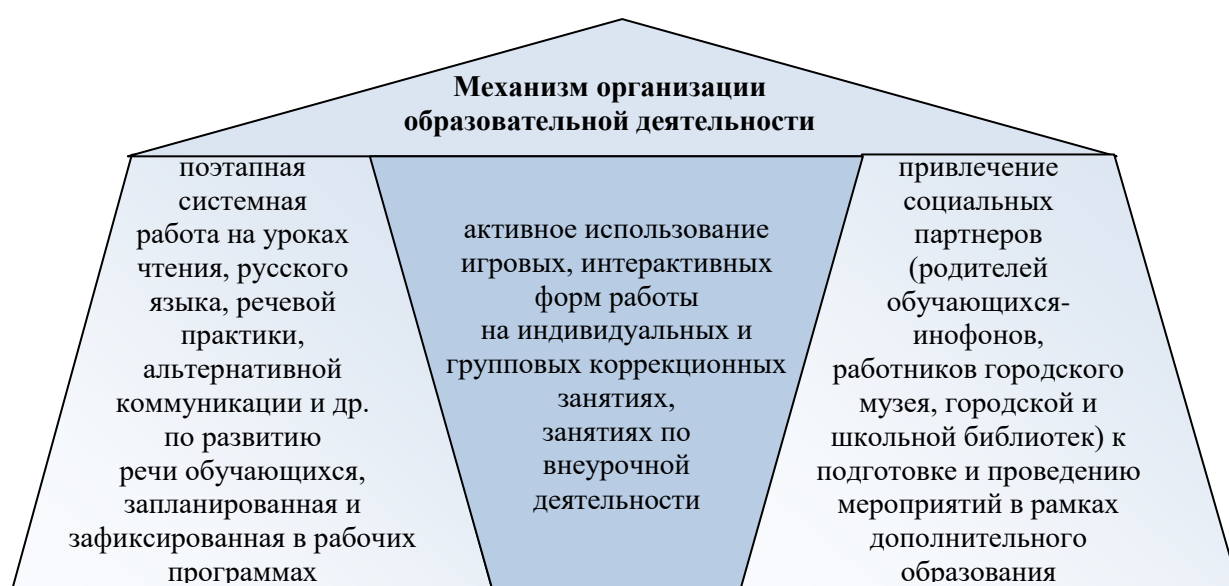 Механизм организации
образовательной деятельности
поэтапная
системная
работа на уроках
чтения, русского
языка, речевой
практики,
альтернативной
коммуникации и др.
по развитию
речи обучающихся,
запланированная и
зафиксированная в рабочих
программах
активное использование
игровых, интерактивных
форм работы
на индивидуальных и
групповых коррекционных
занятиях,
занятиях по
внеурочной
деятельности
привлечение
социальных
партнеров
(родителей
обучающихся-
инофонов,
работников городского
музея, городской и
школьной библиотек) к
подготовке и проведению
мероприятий в рамках
дополнительного
образования